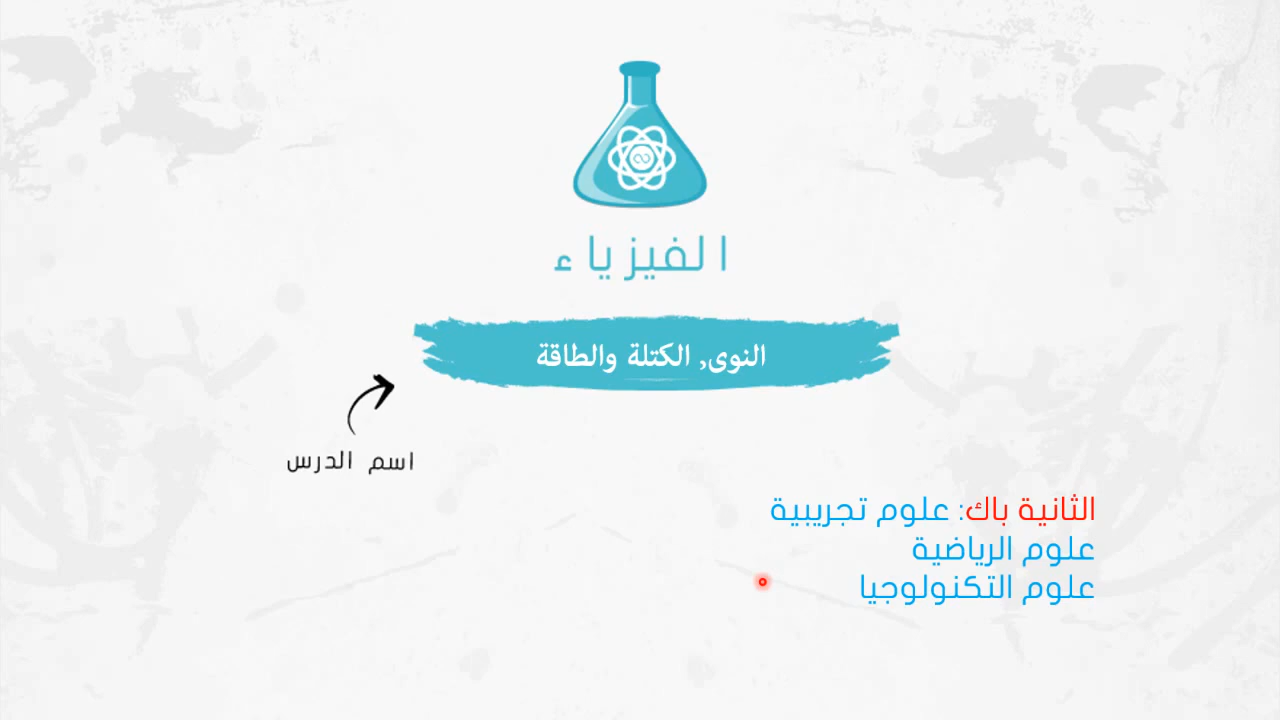 الفيزياء
النوى, الكتلة والطاقة
اسم الدرس
الثانية باك: علوم تجريبية
علوم الرياضية
علوم التكنولوجيا